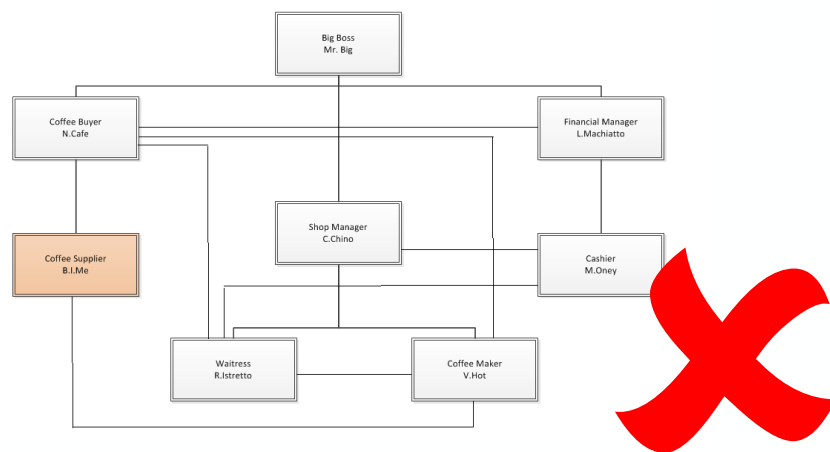 Big Boss
Mr. Big
Coffee Buyer
N.Cafe
Financial Manager
L.Machiatto
Shop Manager
C.Chino
Coffee Supplier
B.I.Me
Cashier
M.Oney
Waitress
R.Istretto
Coffee Maker
V.Hot